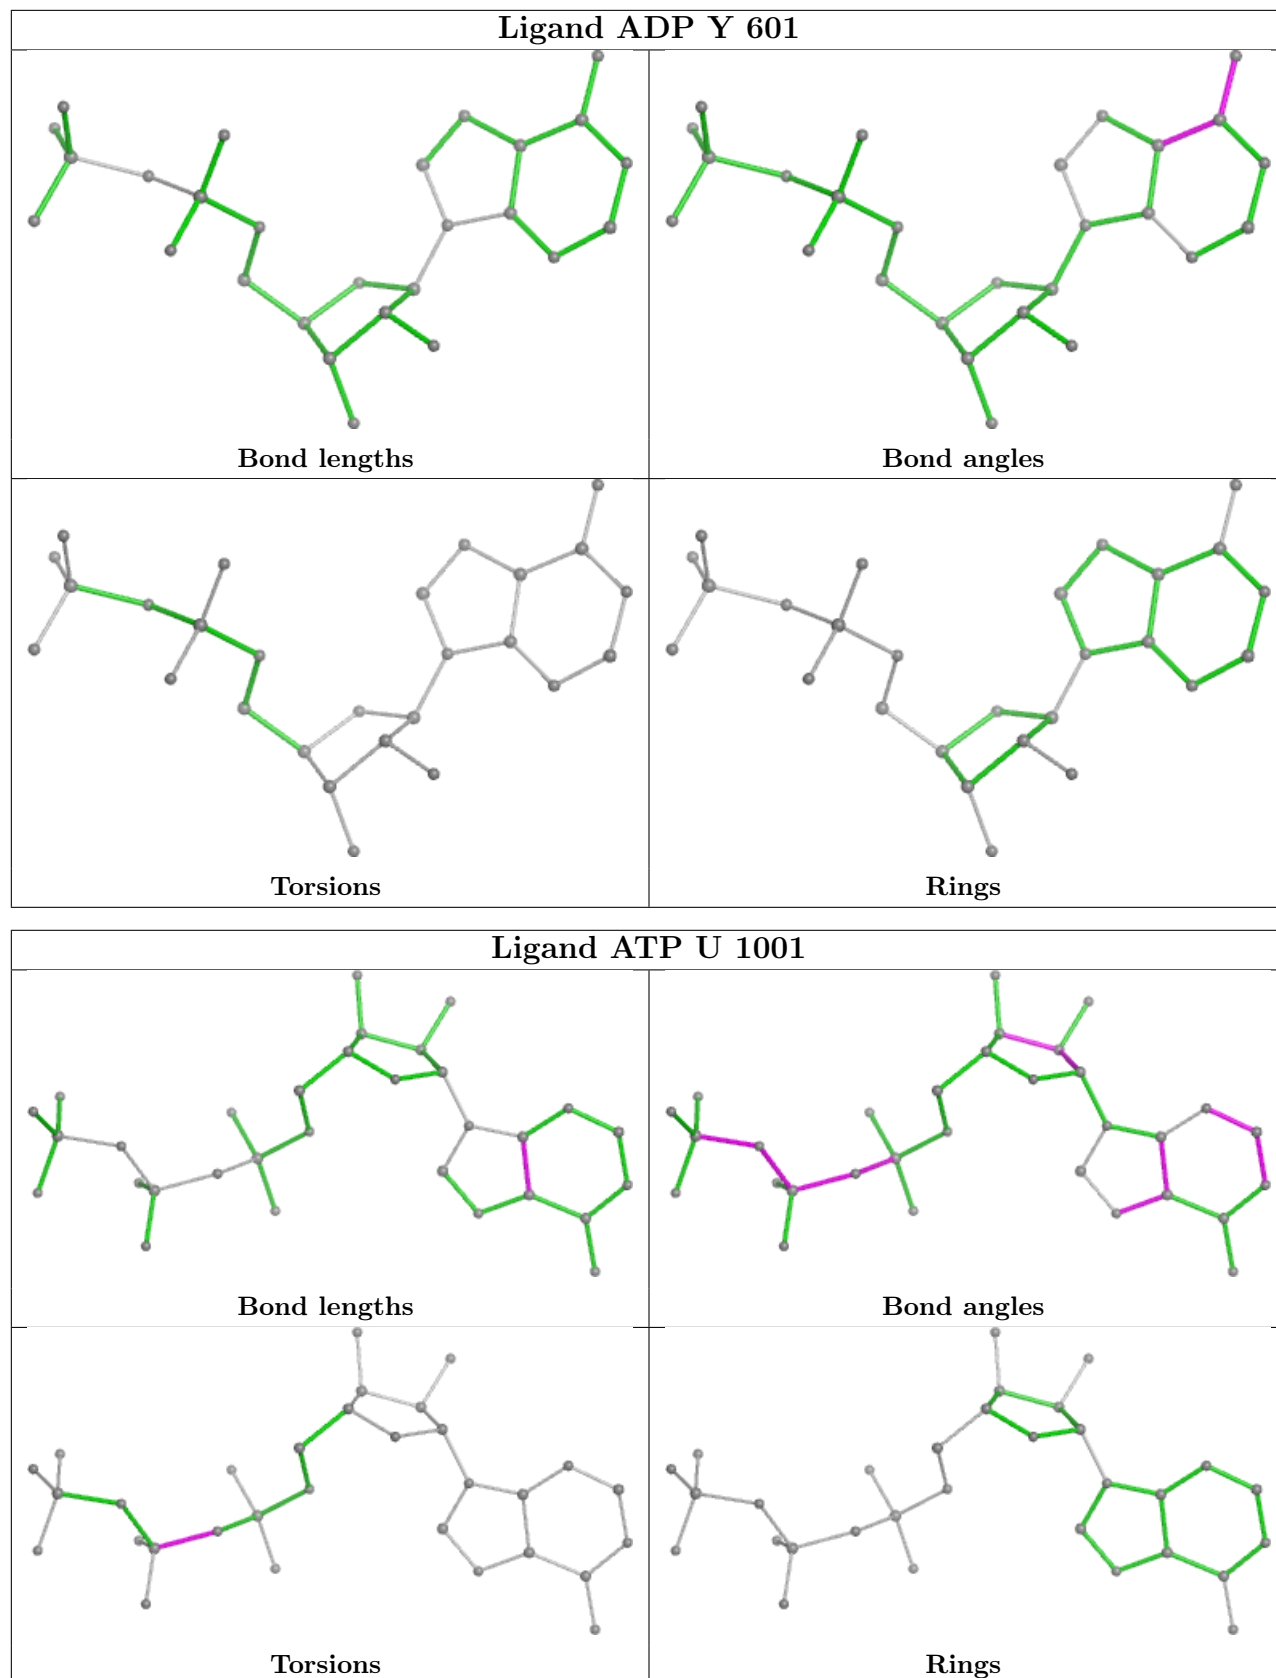 Ligand ADP Y 601
Bond lengths
Bond angles
Torsions
Rings
Ligand ATP U 1001
Bond lengths
Bond angles
Torsions
Rings